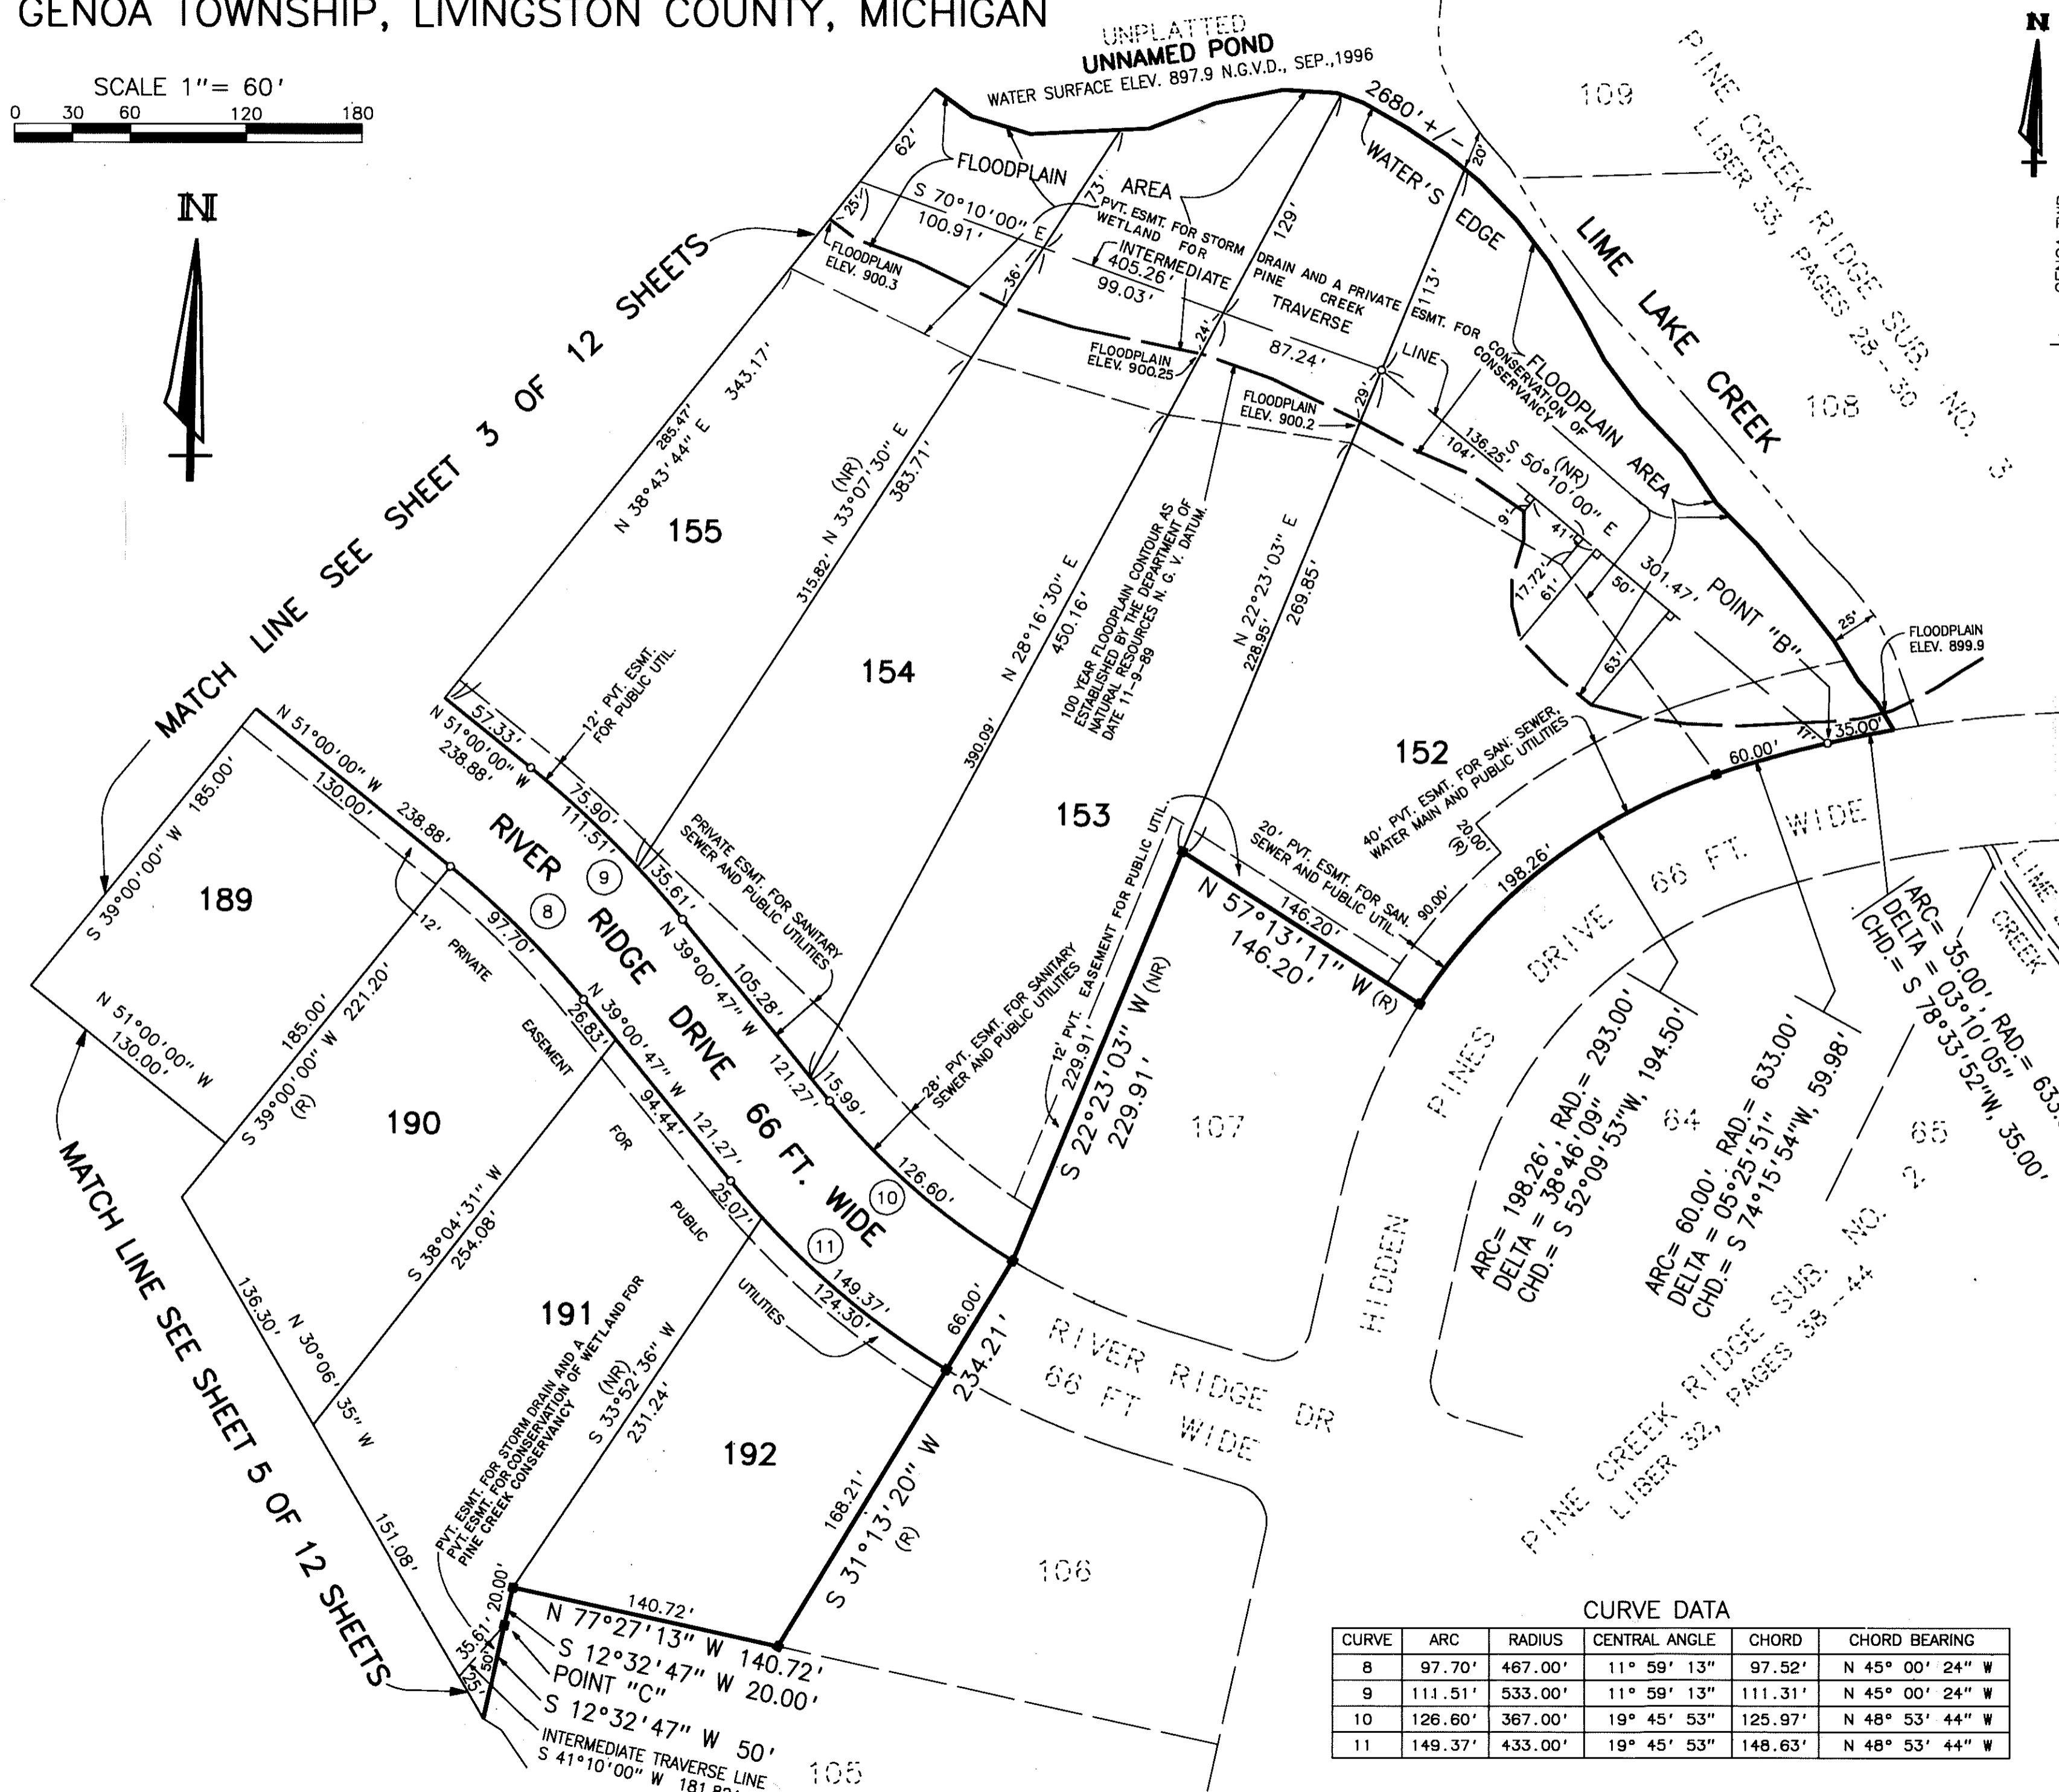 GENOA TOWNSHIP, LIVINGSTON COUNTY, MICHIGAN
SCALE 1"= 60'
0 30 60 120 180
N
N
UNPLATTED
UNNAMED POND
WATER SURFACE ELEV. 897.9 N.G.V.D., SEP.,1996
2680'+/-
20'
WATER'S EDGE
LIME LAKE CREEK
109
108
PINE CREEK RIDGE SUB. NO. 3
LIBER 33, PAGES 28--30
62'
25'
FLOODPLAIN AREA
73'
129'
113'
S 70°10'00" E
100.91'
PVT. ESMT. FOR STORM DRAIN AND A PRIVATE ESMT. FOR CONSERVATION OF
WETLAND FOR PINE CREEK CONSERVANCY
INTERMEDIATE TRAVERSE LINE
405.26'
99.03'
87.24'
36'
24'
29'
FLOODPLAIN
ELEV. 900.3
FLOODPLAIN
ELEV. 900.25
FLOODPLAIN
ELEV. 900.2
FLOODPLAIN AREA
136.25'
104'
S 50°10'00" E
(NR)
9'
41'
17.72'
61'
50'
301.47'
63'
POINT "B"
25'
FLOODPLAIN
ELEV. 899.9
17'
35.00'
60.00'
MATCH LINE SEE SHEET 3 OF 12 SHEETS
285.47'
N 38°43'44" E 343.17'
155
315.82' N 33°07'30" E
(NR)
383.71'
154
N 28°16'30" E
450.16'
390.09'
100 YEAR FLOODPLAIN CONTOUR AS
ESTABLISHED BY THE DEPARTMENT OF
NATURAL RESOURCES N. G. V. DATUM.
DATE 11-9-89
N 22°23'03" E
228.95'
269.85'
153
152
12' PVT. ESMT.
FOR PUBLIC UTIL.
57.33'
N 51°00'00" W
238.88'
75.90'
111.51'
35.61'
PRIVATE ESMT. FOR SANITARY
SEWER AND PUBLIC UTILITIES
N 39°00'47" W
105.28'
121.27'
15.99'
28' PVT. ESMT. FOR SANITARY
SEWER AND PUBLIC UTILITIES
126.60'
12' PVT. EASEMENT FOR PUBLIC UTIL.
229.91'
S 22°23'03" W (NR)
229.91'
20' PVT. ESMT. FOR SAN.
SEWER AND PUBLIC UTIL.
146.20'
N 57°13'11" W (R)
146.20'
40' PVT. ESMT. FOR SAN. SEWER,
WATER MAIN AND PUBLIC UTILITIES
20.00'
(R)
90.00'
198.26'
HIDDEN PINES DRIVE 66 FT. WIDE
107
N 51°00'00" W
130.00'
238.88'
S 39°00'00" W 185.00'
189
N 51°00'00" W
130.00'
RIVER RIDGE DRIVE 66 FT. WIDE
9
8
10
11
97.70'
12' PRIVATE EASEMENT FOR PUBLIC UTILITIES
185.00'
S 39°00'00" W 221.20'
(R)
190
N 39°00'47" W
26.83'
94.44'
121.27'
25.07'
S 38°04'31" W
254.08'
191
149.37'
124.30'
66.00'
234.21'
RIVER RIDGE DR
66 FT WIDE
MATCH LINE SEE SHEET 5 OF 12 SHEETS
136.30'
N 30°06'35" W
151.08'
PVT. ESMT. FOR STORM DRAIN AND A
PVT. ESMT. FOR CONSERVATION OF WETLAND FOR
PINE CREEK CONSERVANCY
S 33°52'36" W
(NR)
231.24'
192
168.21'
S 31°13'20" W
(R)
106
140.72'
N 77°27'13" W 140.72'
S 12°32'47" W 20.00'
POINT "C"
S 12°32'47" W 50'
INTERMEDIATE TRAVERSE LINE
S 41°10'00" W
20.00'
35.61'
50'
25'
105
ARC= 198.26', RAD.= 293.00'
DELTA = 38°46'09"
CHD.= S 52°09'53"W, 194.50'
ARC= 60.00' RAD.= 633.00'
DELTA = 05°25'51"
CHD.= S 74°15'54"W, 59.98'
ARC= 35.00', RAD.= 633.
DELTA = 03°10'05"
CHD.= S 78°33'52"W, 35.00'
64
65
PINE CREEK RIDGE SUB. NO. 2
LIBER 32, PAGES 38--44
LIME
CREEK
CURVE DATA
CURVE ARC RADIUS CENTRAL ANGLE CHORD CHORD BEARING
8 97.70' 467.00' 11° 59' 13" 97.52' N 45° 00' 24" W
9 111.51' 533.00' 11° 59' 13" 111.31' N 45° 00' 24" W
10 126.60' 367.00' 19° 45' 53" 125.97' N 48° 53' 44" W
11 149.37' 433.00' 19° 45' 53" 148.63' N 48° 53' 44" W